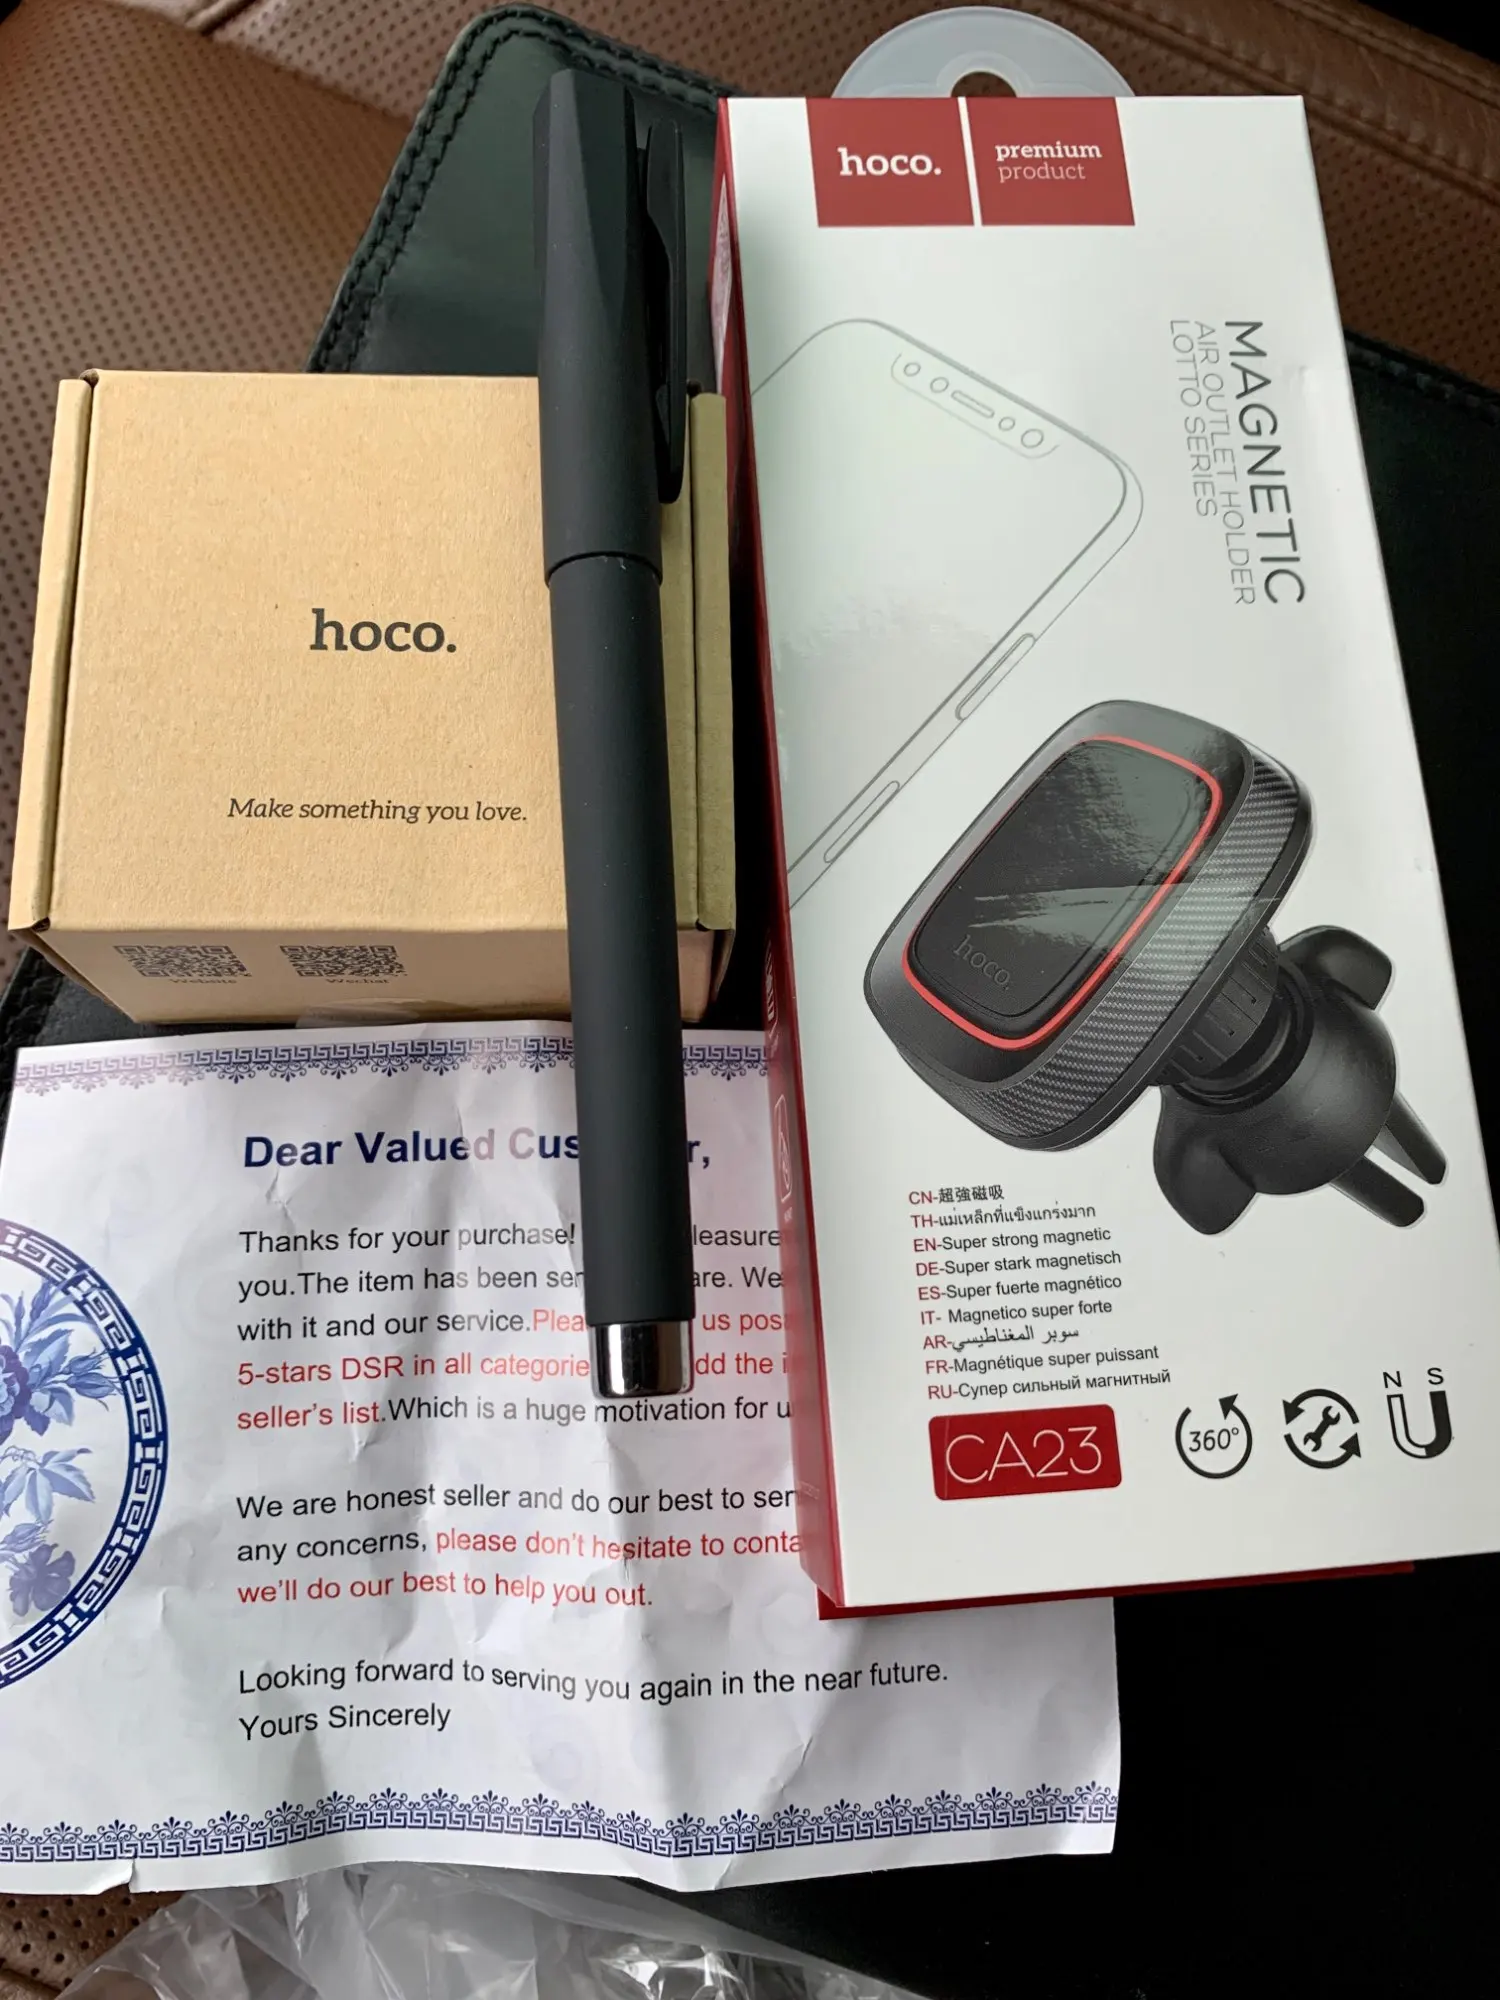 hoco.
premium
product
MAGNETIC
AIR OUTLET HOLDER
LOTTO SERIES
hoco.
CN-超強磁吸
TH-แม่เหล็กที่แข็งแกร่งมาก
EN-Super strong magnetic
DE-Super stark magnetisch
ES-Super fuerte magnético
IT- Magnetico super forte
AR-سوبر المغناطيسي
FR-Magnétique super puissant
RU-Супер сильный магнитный
CA23
360°
N S
hoco.
Make something you love.
Website
Wechat
Dear Valued
Thanks for your purchase!
you.The item has been We
with it and our service. us
5-stars DSR in all the
seller's list.Which is a huge motivation for
We are honest seller and do our best to
any concerns, please don't hesitate to
we'll do our best to help you out.
Looking forward to serving you again in the near future.
Yours Sincerely